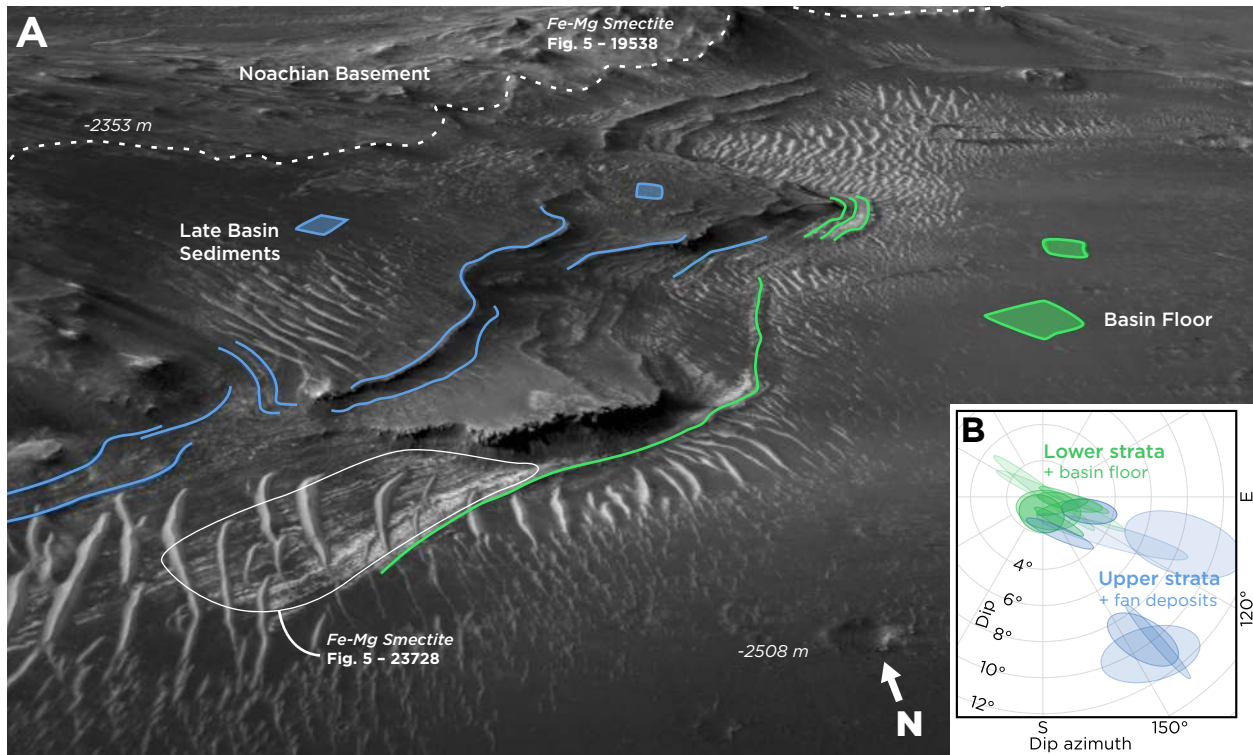 A
Fe-Mg Smectite
Fig. 5 – 19538
Noachian Basement
-2353 m
Late Basin
Sediments
Basin Floor
Fe-Mg Smectite
Fig. 5 – 23728
-2508 m
N
B
Lower strata
+ basin floor
E
4°
Upper strata
+ fan deposits
Dip
6°
8°
10°
12°
120°
S
150°
Dip azimuth